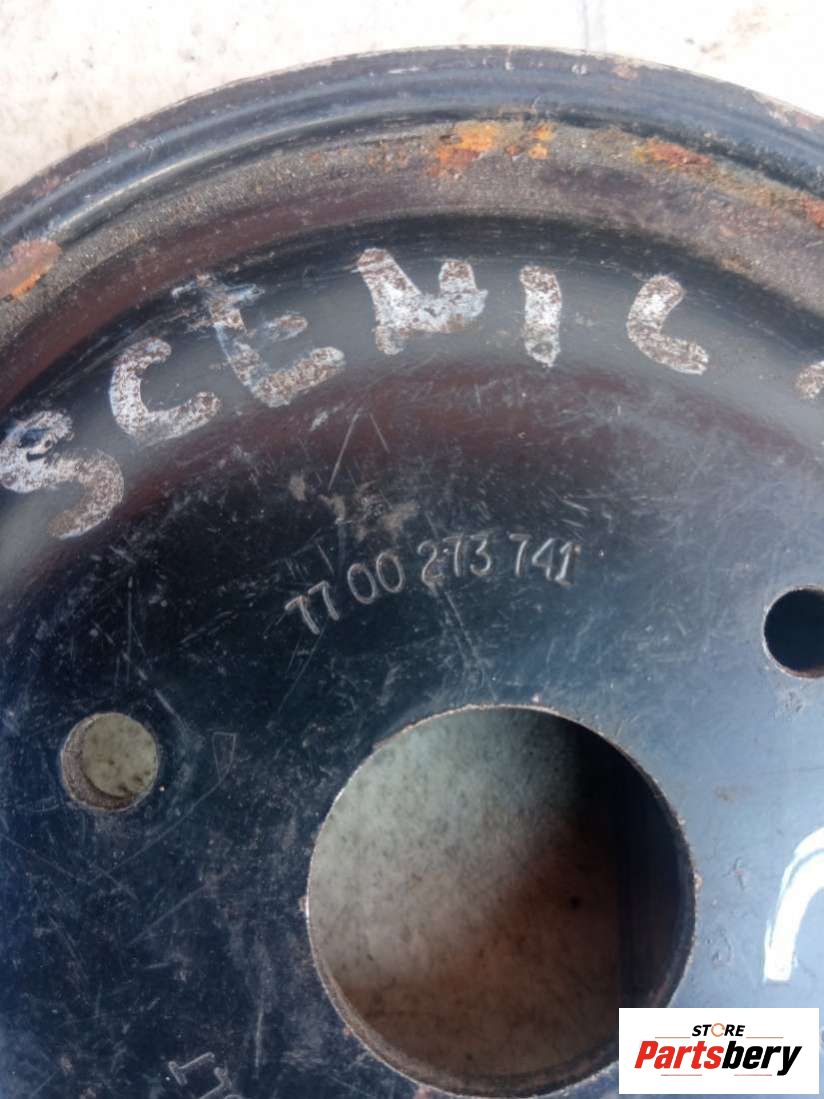 SCENIC
77 00 273 741
STORE
Partsbery